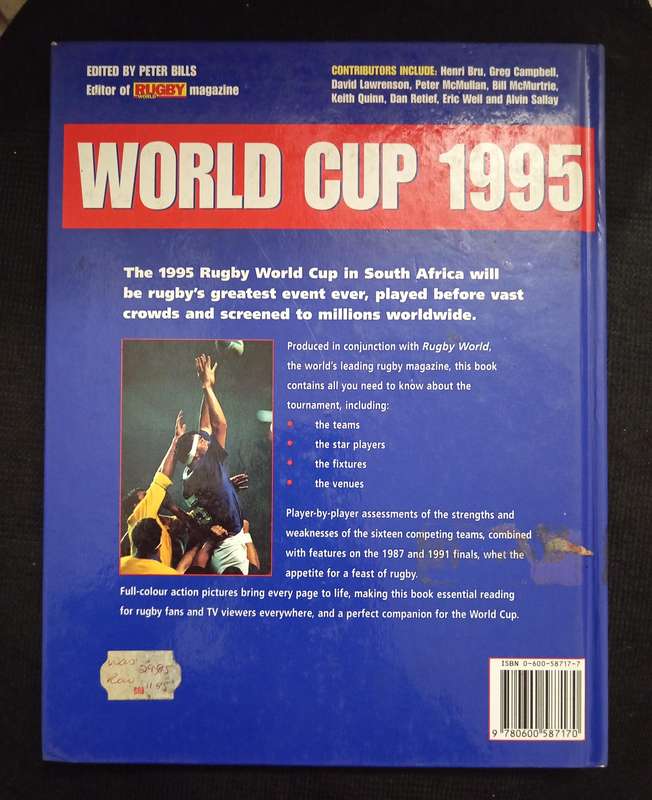 EDITED BY PETER BILLS
Editor of RUGBY WORLD magazine
CONTRIBUTORS INCLUDE: Henri Bru, Greg Campbell,
David Lawrenson, Peter McMullan, Bill McMurtrie,
Keith Quinn, Dan Retief, Eric Weil and Alvin Sallay
WORLD CUP 1995
The 1995 Rugby World Cup in South Africa will
be rugby's greatest event ever, played before vast
crowds and screened to millions worldwide.
Produced in conjunction with Rugby World,
the world's leading rugby magazine, this book
contains all you need to know about the
tournament, including:
• the teams
• the star players
• the fixtures
• the venues
Player-by-player assessments of the strengths and
weaknesses of the sixteen competing teams, combined
with features on the 1987 and 1991 finals, whet the
appetite for a feast of rugby.
Full-colour action pictures bring every page to life, making this book essential reading
for rugby fans and TV viewers everywhere, and a perfect companion for the World Cup.
was 29.95
now 11.95
ISBN 0-600-58717-7
9 780600 587170